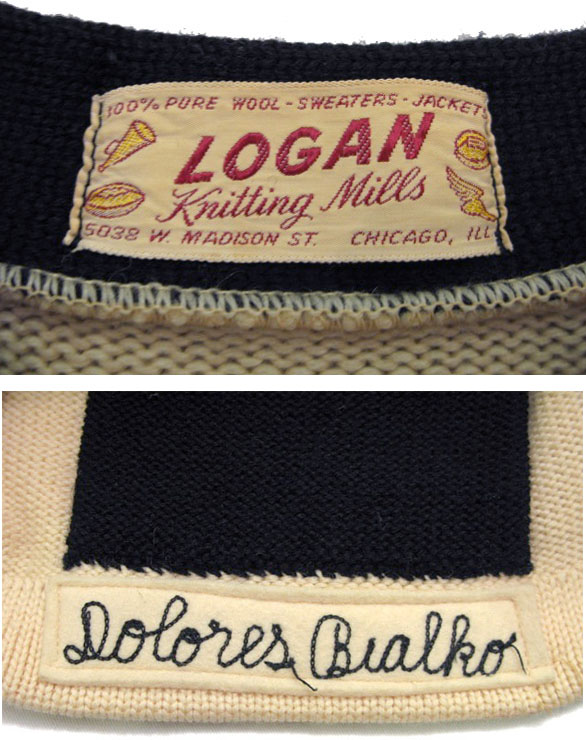 100% PURE WOOL - SWEATERS - JACKETS
LOGAN
Knitting Mills
5038 W. MADISON ST. CHICAGO, ILL
Dolores Bialko